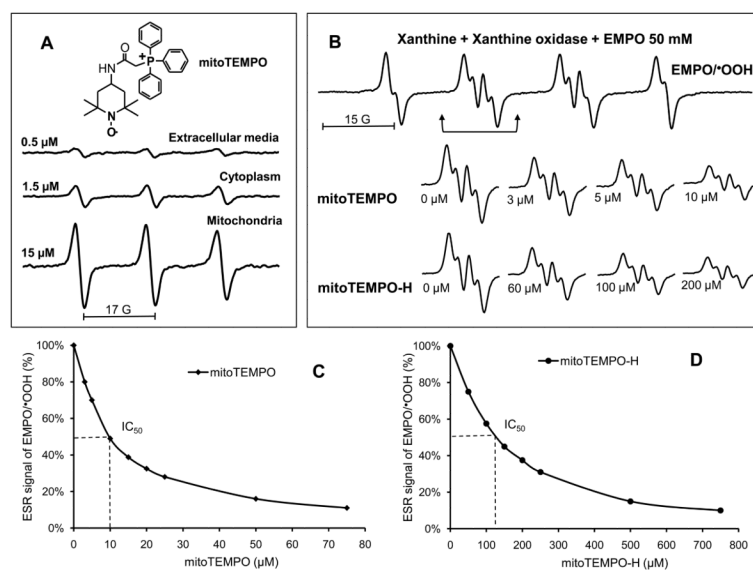 A
O
HN
P
+
mitoTEMPO
N
O•
0.5 µM
Extracellular media
1.5 µM
Cytoplasm
Mitochondria
15 µM
17 G
B
Xanthine + Xanthine oxidase + EMPO 50 mM
EMPO/•OOH
15 G
mitoTEMPO
0 µM 3 µM 5 µM 10 µM
mitoTEMPO-H
0 µM 60 µM 100 µM 200 µM
C
mitoTEMPO
IC50
ESR signal of EMPO/•OOH (%)
100%
80%
60%
40%
20%
0%
0 10 20 30 40 50 60 70 80
mitoTEMPO (µM)
D
mitoTEMPO-H
IC50
ESR signal of EMPO/•OOH (%)
100%
80%
60%
40%
20%
0%
0 100 200 300 400 500 600 700 800
mitoTEMPO-H (µM)